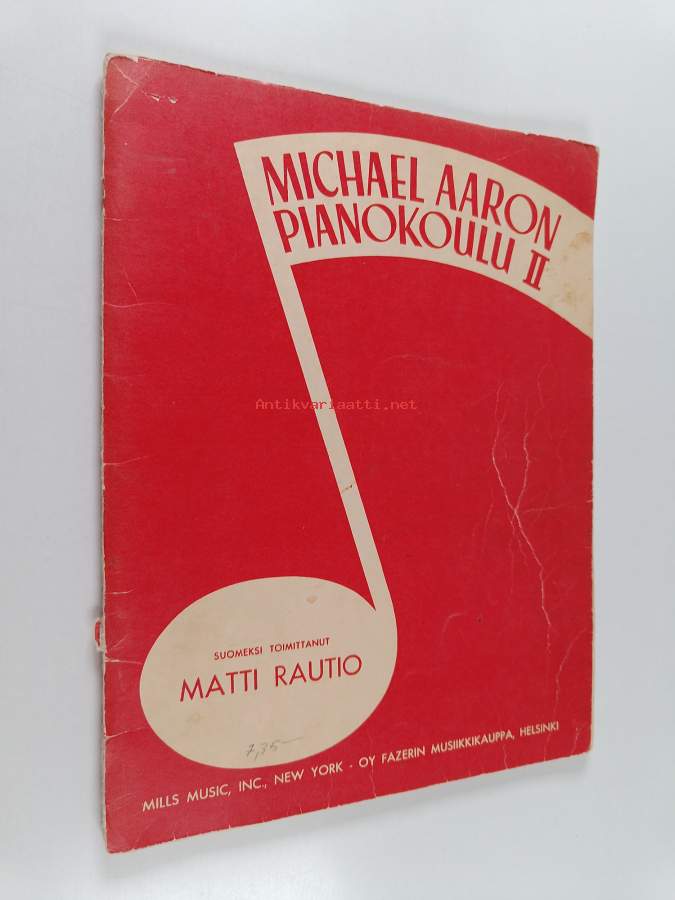 MICHAEL AARON
PIANOKOULU II
Antikvariaatti.net
SUOMEKSI TOIMITTANUT
MATTI RAUTIO
7,35
MILLS MUSIC, INC., NEW YORK - OY FAZERIN MUSIIKKIKAUPPA, HELSINKI